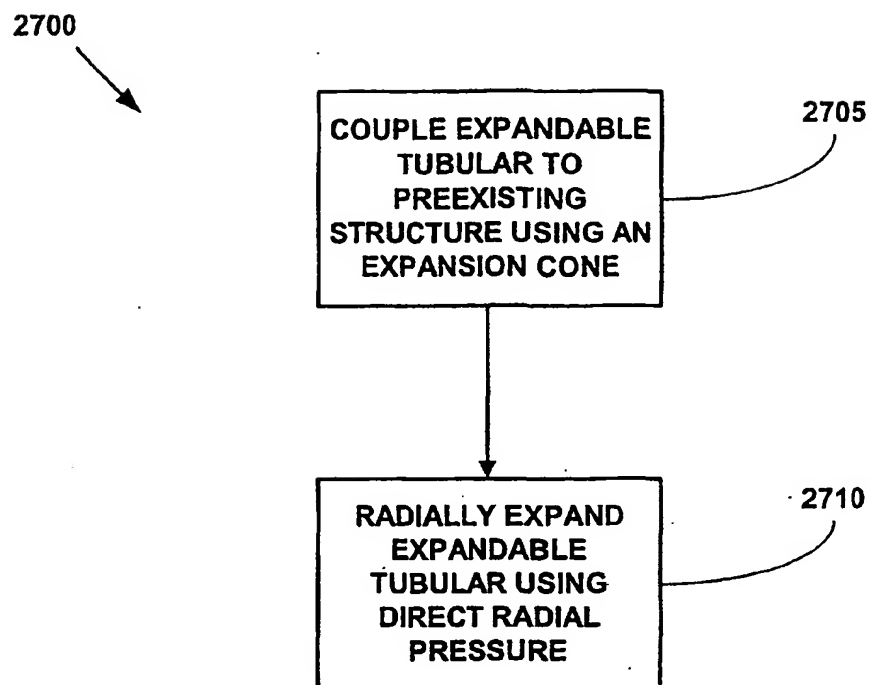 2700
COUPLE EXPANDABLE
TUBULAR TO
PREEXISTING
STRUCTURE USING AN
EXPANSION CONE
2705
RADIALLY EXPAND
EXPANDABLE
TUBULAR USING
DIRECT RADIAL
PRESSURE
2710